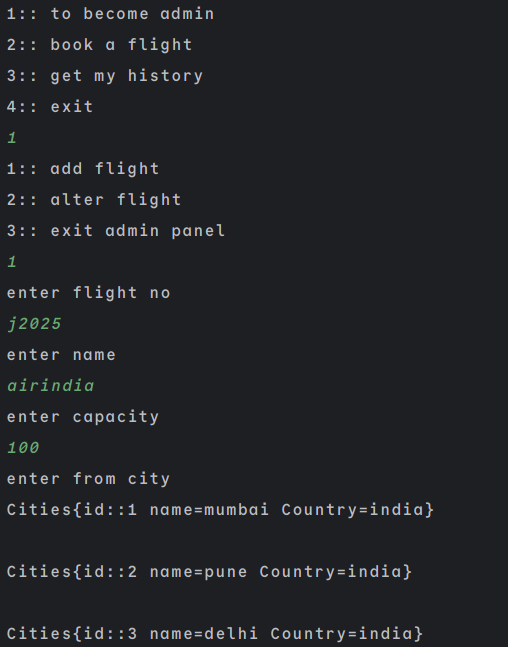 1:: to become admin
2:: book a flight
3:: get my history
4:: exit
1
1:: add flight
2:: alter flight
3:: exit admin panel
1
enter flight no
j2025
enter name
airindia
enter capacity
100
enter from city
Cities{id::1 name=mumbai Country=india}
Cities{id::2 name=pune Country=india}
Cities{id::3 name=delhi Country=india}